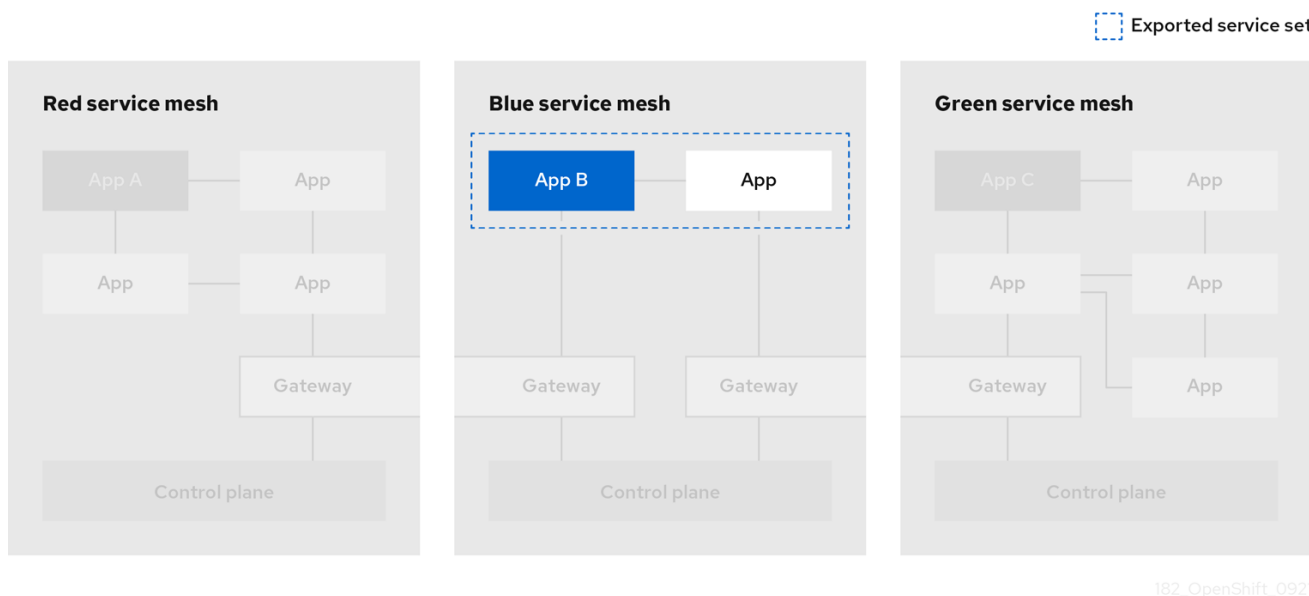 Exported service set
Red service mesh
App A
App
App
App
Gateway
Control plane
Blue service mesh
App B
App
Gateway
Gateway
Control plane
Green service mesh
App C
App
App
App
Gateway
App
Control plane
182_OpenShift_092